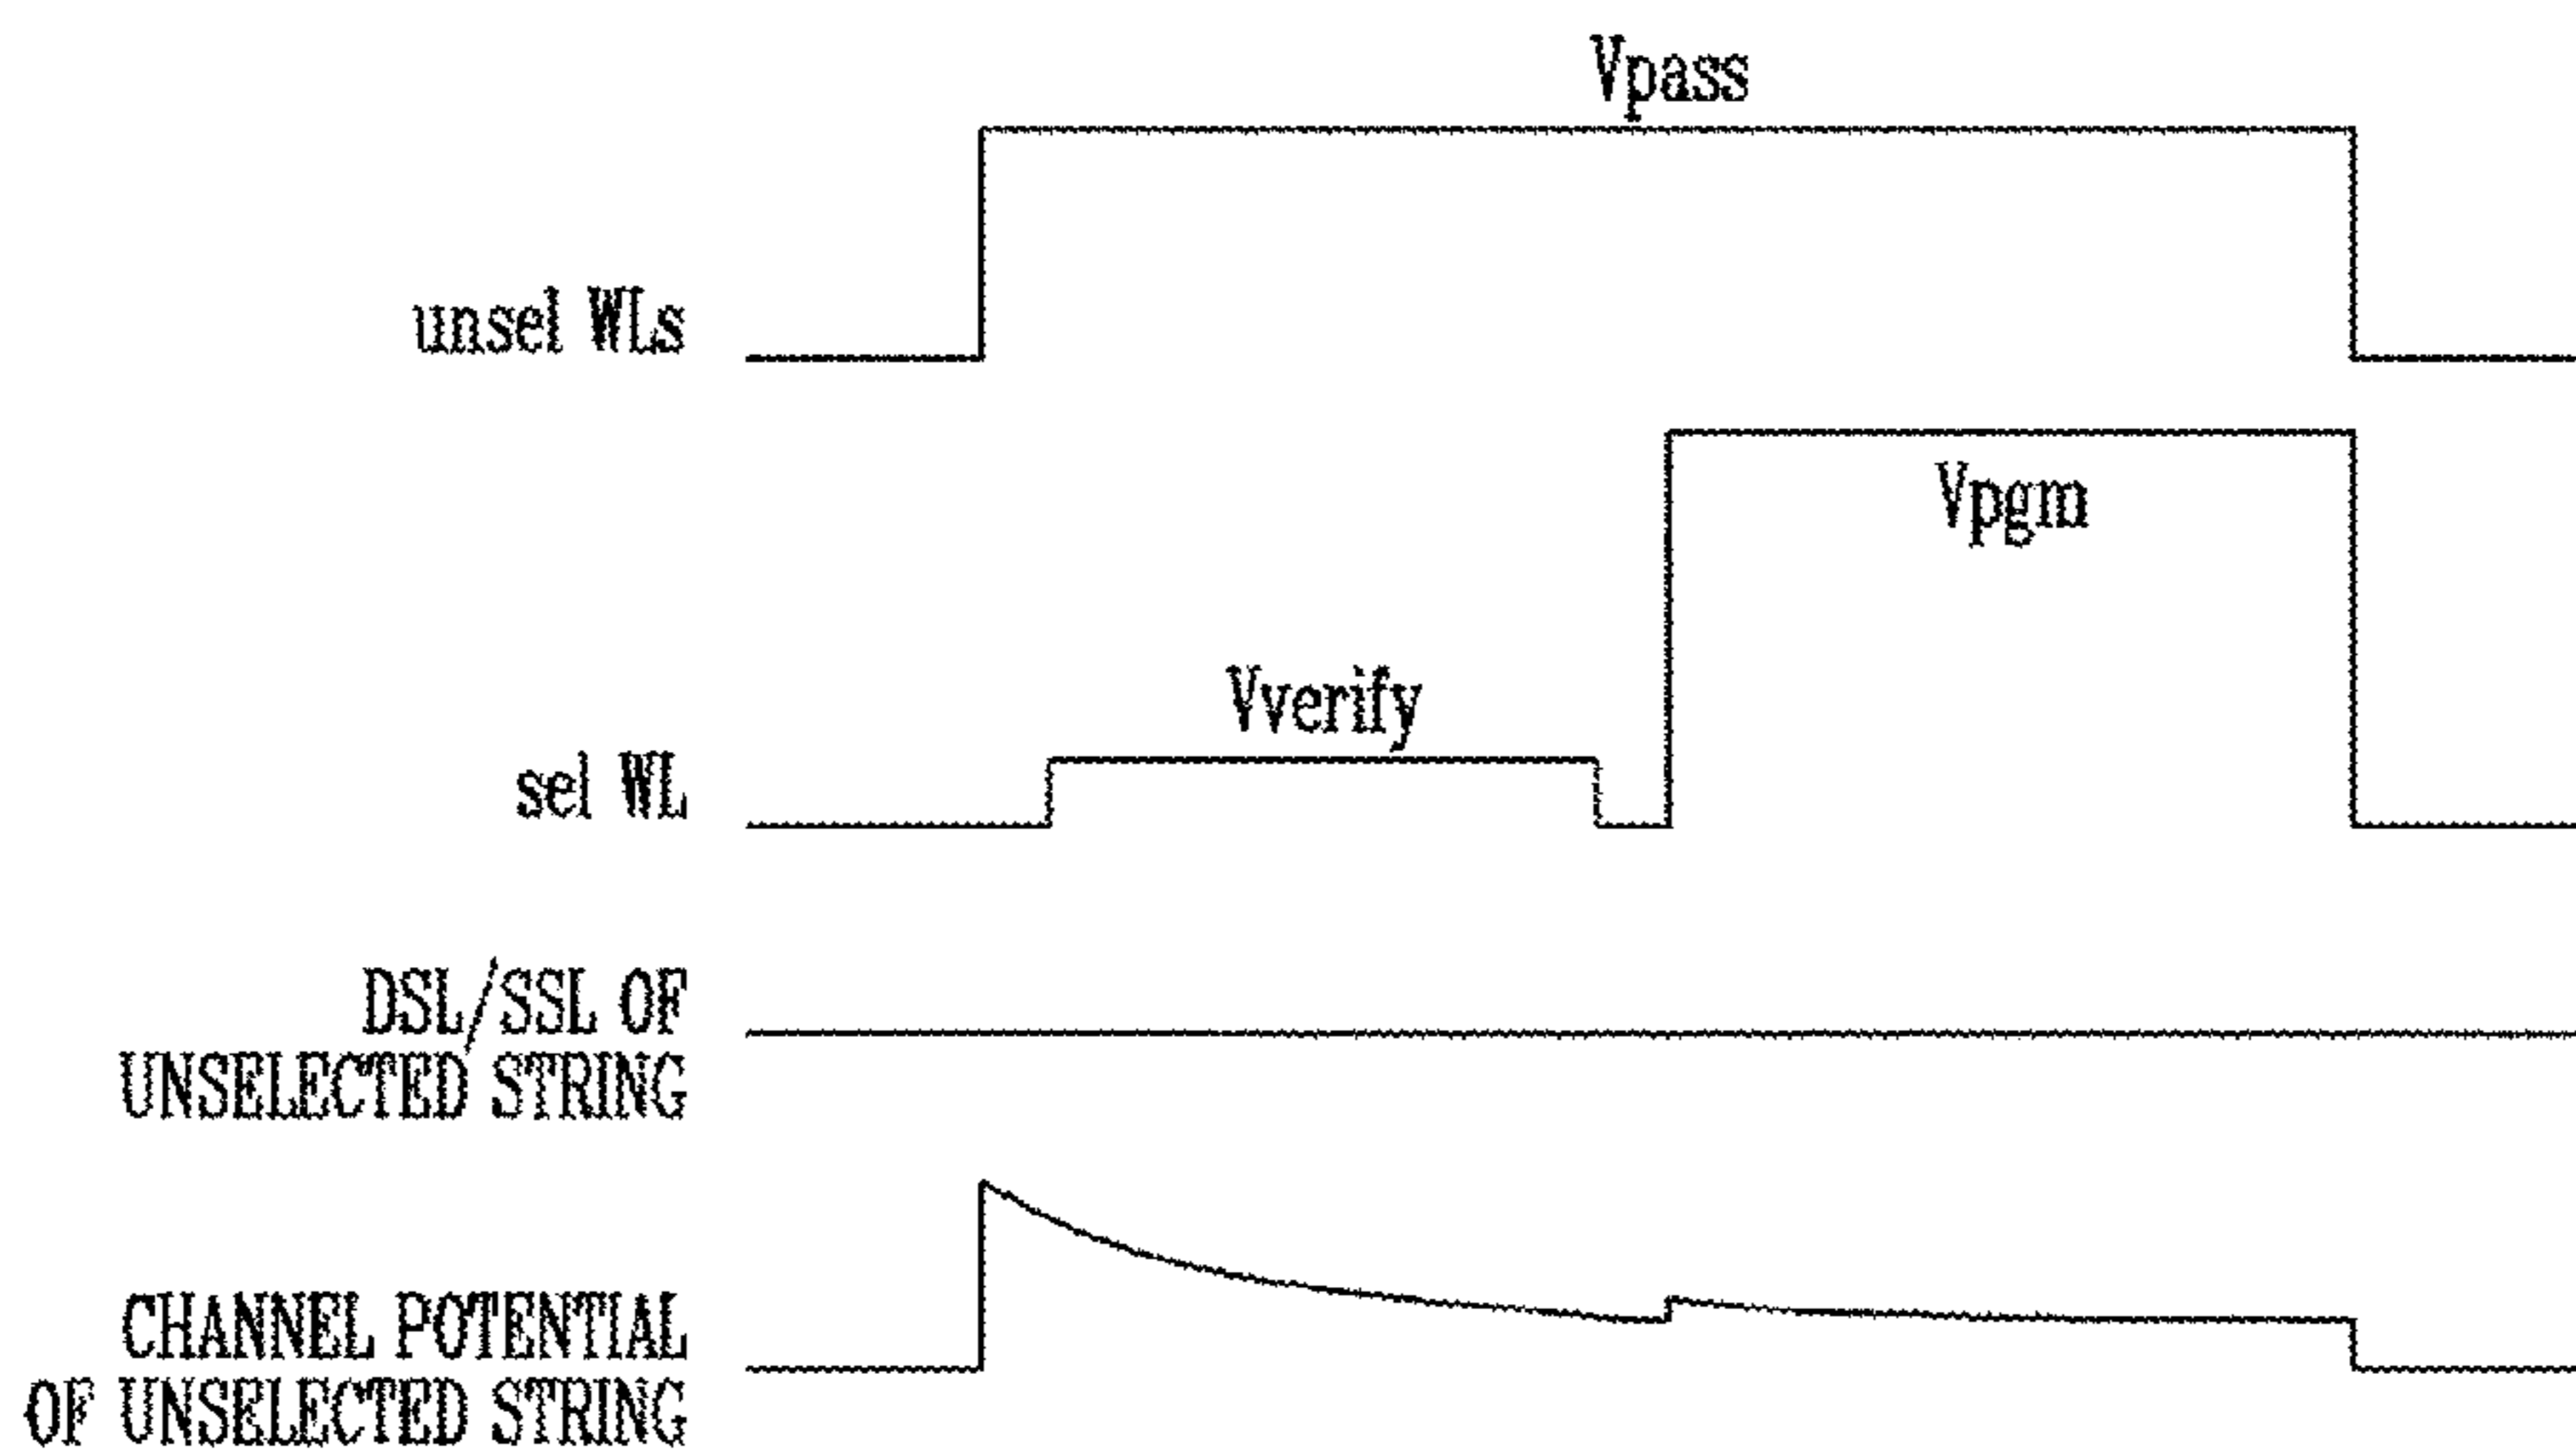 Vpass
unsel WLs
Vpgm
Vverify
sel WL
DSL/SSL OF
UNSELECTED STRING
CHANNEL POTENTIAL
OF UNSELECTED STRING